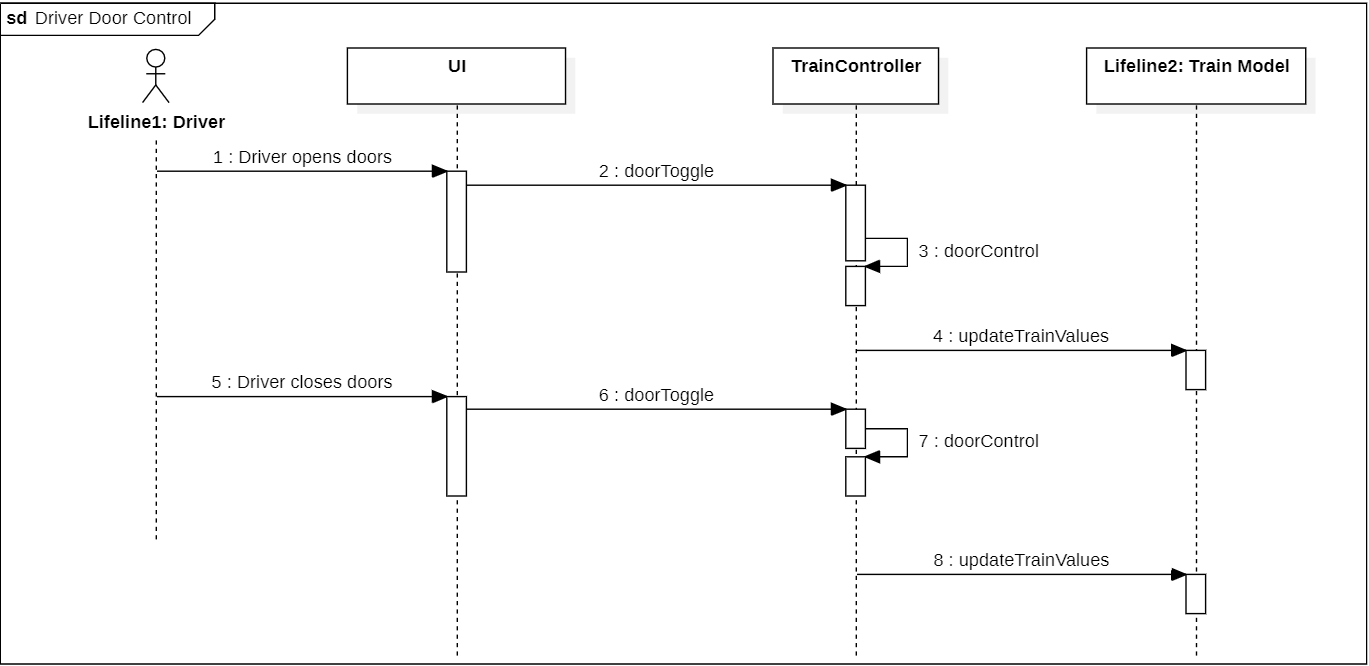 sd Driver Door Control
UI
TrainController
Lifeline2: Train Model
Lifeline1: Driver
1 : Driver opens doors
2 : doorToggle
3 : doorControl
4 : updateTrainValues
5 : Driver closes doors
6 : doorToggle
7 : doorControl
8 : updateTrainValues